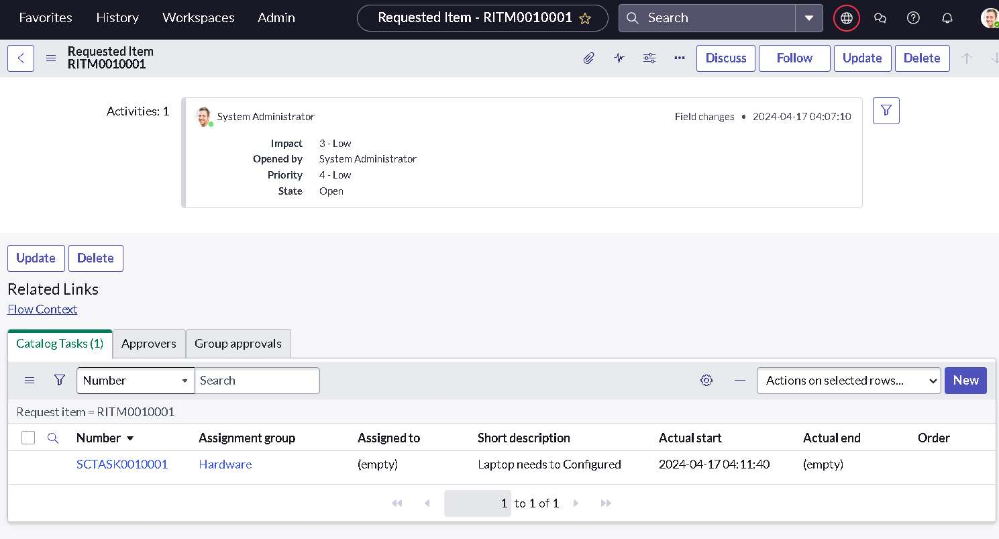 Favorites History Workspaces Admin Requested Item - RITM0010001 Search
Requested Item
RITM0010001
Discuss Follow Update Delete
Activities: 1
System Administrator Field changes • 2024-04-17 04:07:10
Impact 3 - Low
Opened by System Administrator
Priority 4 - Low
State Open
Update Delete
Related Links
Flow Context
Catalog Tasks (1) Approvers Group approvals
Number Search Actions on selected rows... New
Request item = RITM0010001
Number Assignment group Assigned to Short description Actual start Actual end Order
SCTASK0010001 Hardware (empty) Laptop needs to Configured 2024-04-17 04:11:40 (empty)
1 to 1 of 1